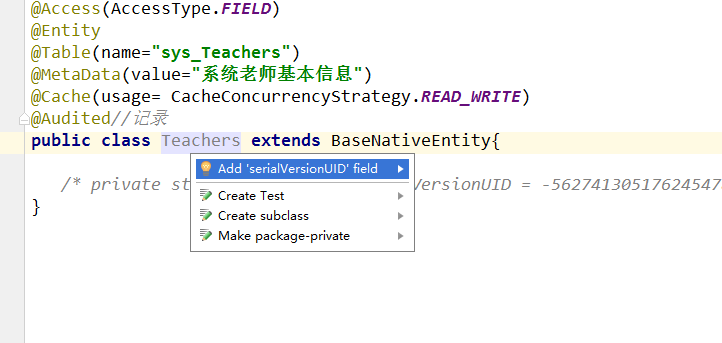 @Access(AccessType.FIELD)
@Entity
@Table(name="sys_Teachers")
@MetaData(value="系统老师基本信息")
@Cache(usage= CacheConcurrencyStrategy.READ_WRITE)
@Audited//记录
public class Teachers extends BaseNativeEntity{
Add 'serialVersionUID' field
/* private st VersionUID = -56274130517624547
Create Test
}
Create subclass
Make package-private